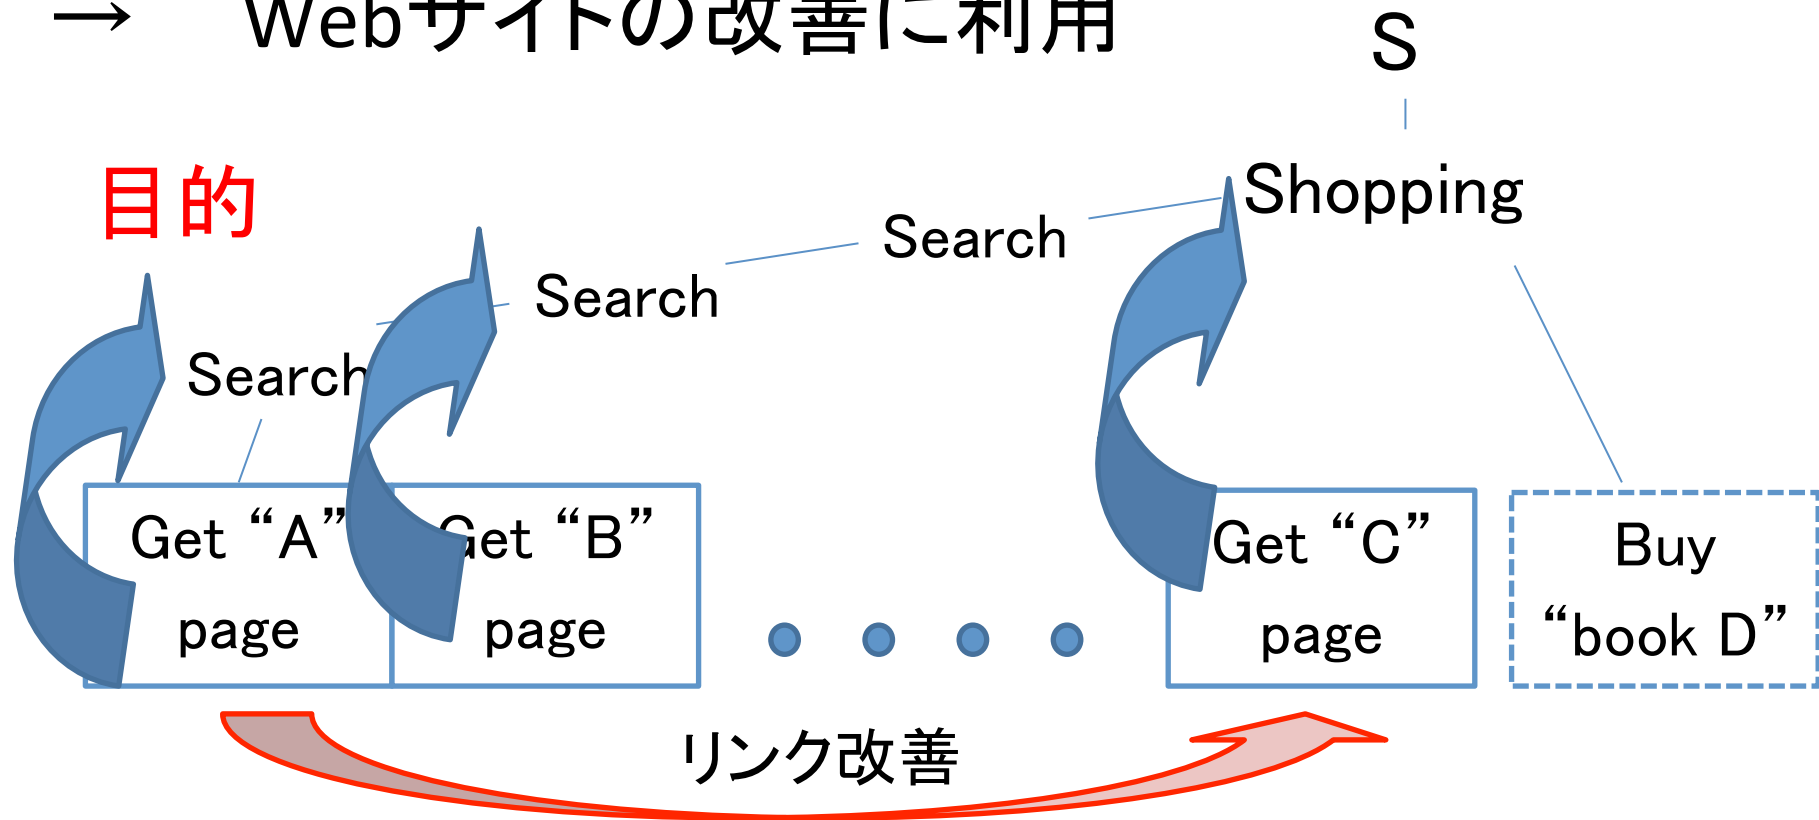 → Webサイトの改善に利用
S
目的
Shopping
Search
Search
Search
Get “A”
page
Get “B”
page
Get “C”
page
Buy
“book D”
リンク改善